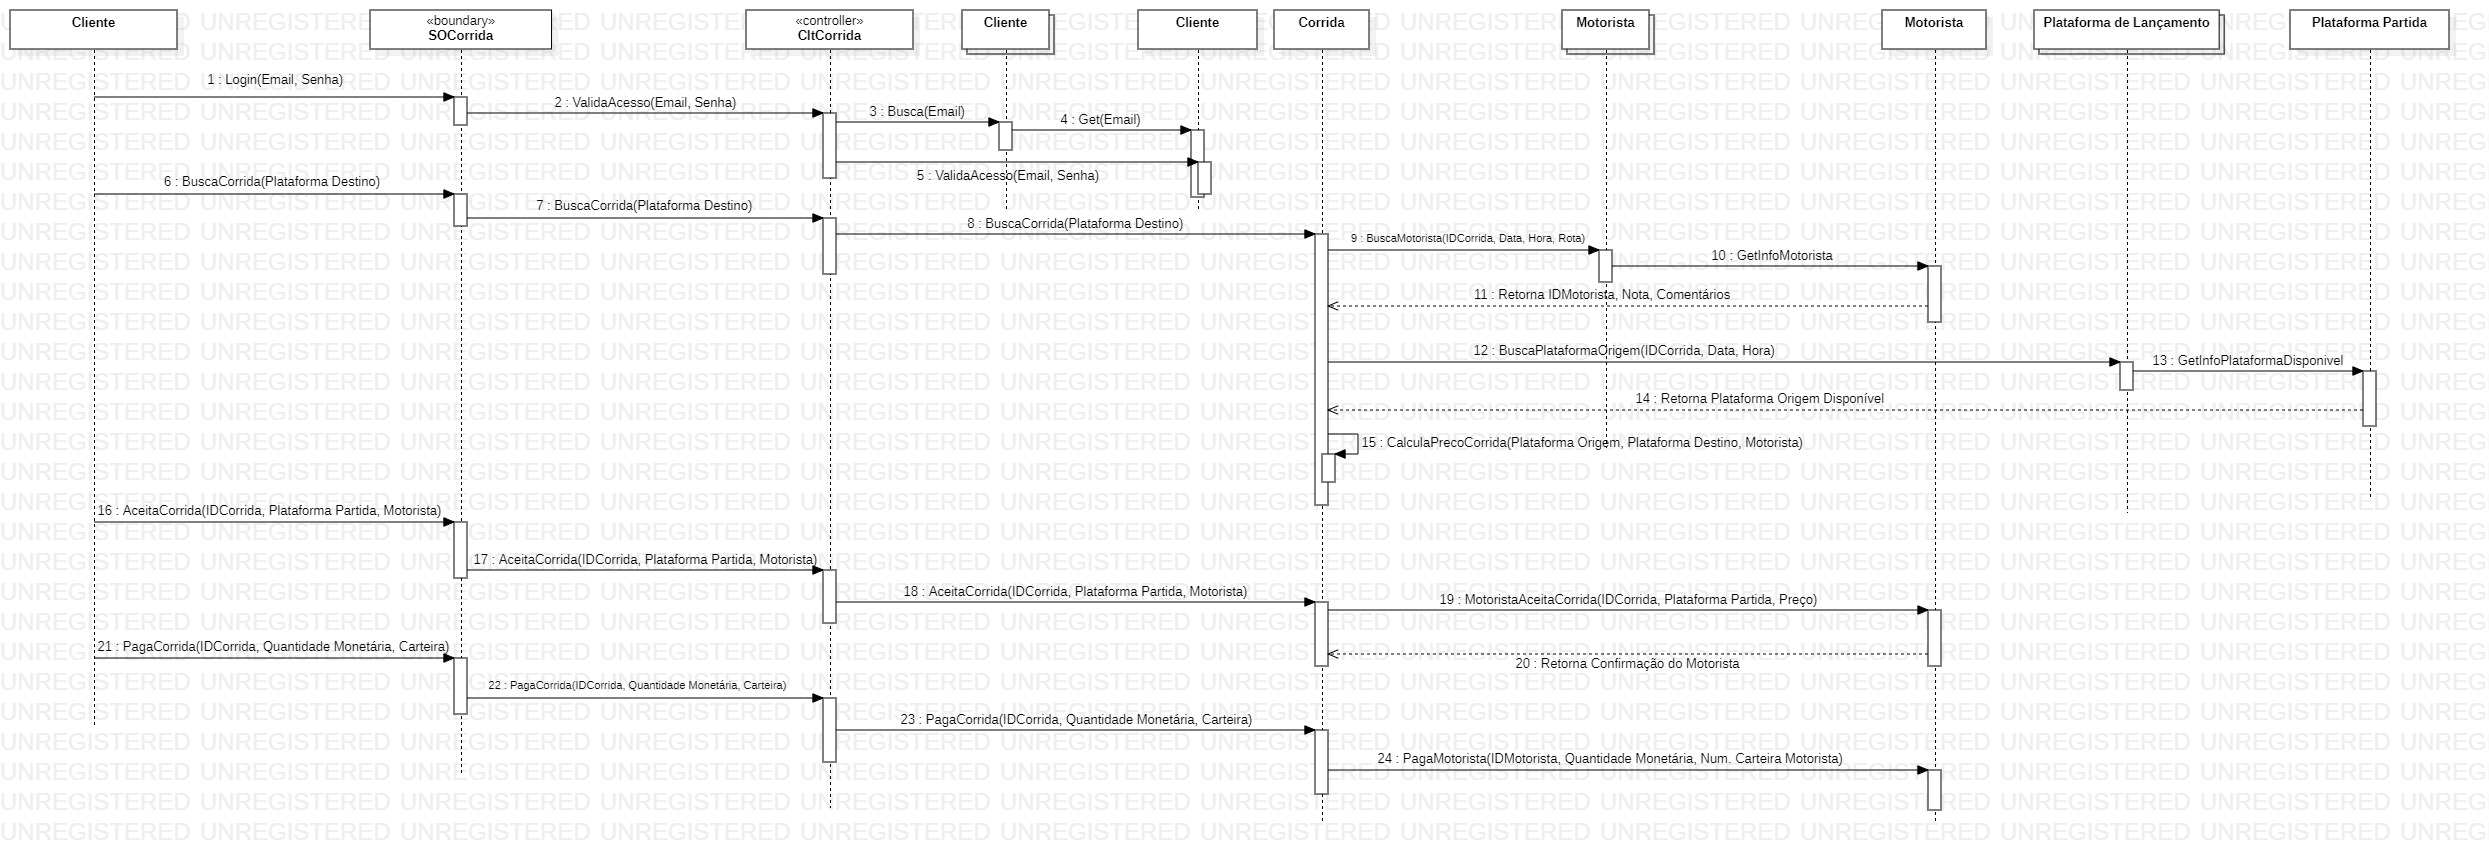 Cliente
«boundary»
SOCorrida
«controller»
CltCorrida
Cliente
Cliente
Corrida
Motorista
Motorista
Plataforma de Lançamento
Plataforma Partida
1 : Login(Email, Senha)
2 : ValidaAcesso(Email, Senha)
3 : Busca(Email)
4 : Get(Email)
5 : ValidaAcesso(Email, Senha)
6 : BuscaCorrida(Plataforma Destino)
7 : BuscaCorrida(Plataforma Destino)
8 : BuscaCorrida(Plataforma Destino)
9 : BuscaMotorista(IDCorrida, Data, Hora, Rota)
10 : GetInfoMotorista
11 : Retorna IDMotorista, Nota, Comentários
12 : BuscaPlataformaOrigem(IDCorrida, Data, Hora)
13 : GetInfoPlataformaDisponivel
14 : Retorna Plataforma Origem Disponível
15 : CalculaPrecoCorrida(Plataforma Origem, Plataforma Destino, Motorista)
16 : AceitaCorrida(IDCorrida, Plataforma Partida, Motorista)
17 : AceitaCorrida(IDCorrida, Plataforma Partida, Motorista)
18 : AceitaCorrida(IDCorrida, Plataforma Partida, Motorista)
19 : MotoristaAceitaCorrida(IDCorrida, Plataforma Partida, Preço)
20 : Retorna Confirmação do Motorista
21 : PagaCorrida(IDCorrida, Quantidade Monetária, Carteira)
22 : PagaCorrida(IDCorrida, Quantidade Monetária, Carteira)
23 : PagaCorrida(IDCorrida, Quantidade Monetária, Carteira)
24 : PagaMotorista(IDMotorista, Quantidade Monetária, Num. Carteira Motorista)
UNREGISTERED